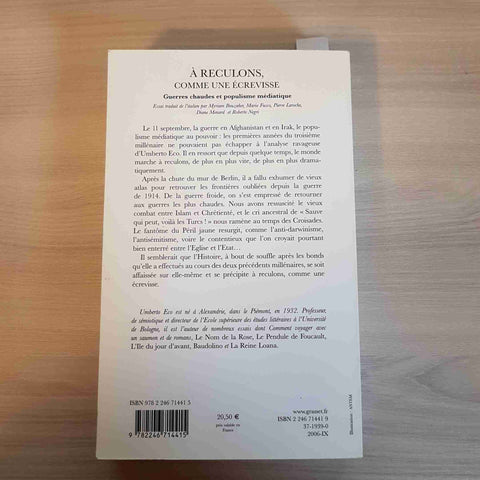 À RECULONS,
COMME UNE ÉCREVISSE
Guerres chaudes et populisme médiatique
Essai traduit de l'italien par Myriem Bouzaher, Maria Fusco, Pierre Laroche,
Diane Menard et Roberto Nigri
Le 11 septembre, la guerre en Afghanistan et en Irak, le popu-
lisme médiatique au pouvoir : les premières années du troisième
millénaire ne pouvaient pas échapper à l'analyse ravageuse
d'Umberto Eco. Il en ressort que depuis quelque temps, le monde
marche à reculons, de plus en plus vite, de plus en plus drama-
tiquement.
Après la chute du mur de Berlin, il a fallu exhumer de vieux
atlas pour retrouver les frontières oubliées depuis la guerre
de 1914. De la guerre froide, on s'est empressé de retourner
aux guerres les plus chaudes. Nous avons ressuscité le vieux
combat entre Islam et Chrétienté, et le cri ancestral de « Sauve
qui peut, voilà les Turcs ! » nous ramène au temps des Croisades.
Le fantôme du Péril jaune resurgit, comme l'anti-darwinisme,
l'antisémitisme, voire le contentieux que l'on croyait pourtant
bien enterré entre l'Eglise et l'Etat...
Il semblerait que l'Histoire, à bout de souffle après les bonds
qu'elle a effectués au cours des deux précédents millénaires, se soit
affaissée sur elle-même et se précipite à reculons, comme une
écrevisse.
Umberto Eco est né à Alexandrie, dans le Piémont, en 1932. Professeur
de sémiotique et directeur de l'Ecole supérieure des études littéraires à l'Université
de Bologne, il est l'auteur de nombreux essais dont Comment voyager avec
un saumon et de romans, Le Nom de la Rose, Le Pendule de Foucault,
L'Ile du jour d'avant, Baudolino et La Reine Loana.
ISBN 978 2 246 71441 5
9 782246 714415
20,50 €
prix valable en
France
www.grasset.fr
ISBN 2 246 71441 9
37-1939-0
2006-IX